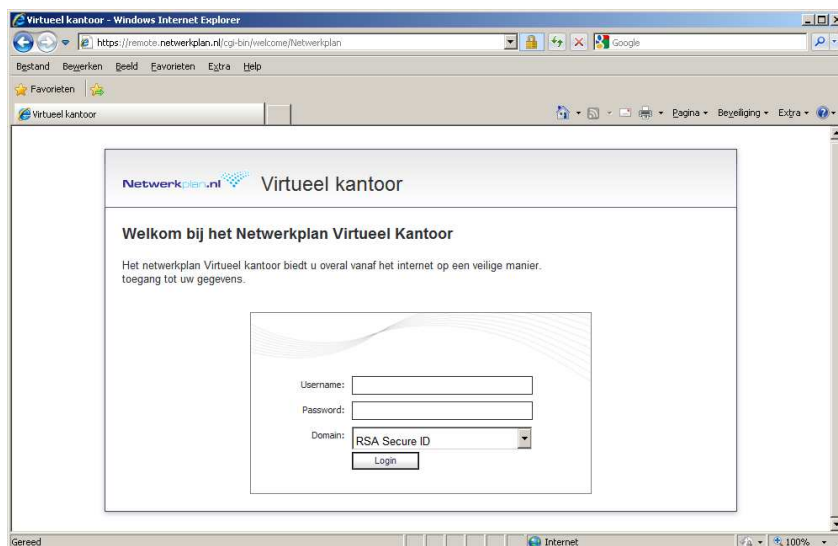 Virtueel kantoor - Windows Internet Explorer
https://remote.netwerkplan.nl/cgi-bin/welcome/Netwerkplan
Google
Bestand Bewerken Beeld Favorieten Extra Help
Favorieten
Virtueel kantoor
Pagina Beveiliging Extra
Netwerkplan.nl Virtueel kantoor
Welkom bij het Netwerkplan Virtueel Kantoor
Het netwerkplan Virtueel kantoor biedt u overal vanaf het internet op een veilige manier.
toegang tot uw gegevens.
Username:
Password:
Domain: RSA Secure ID
Login
Gereed Internet 100%